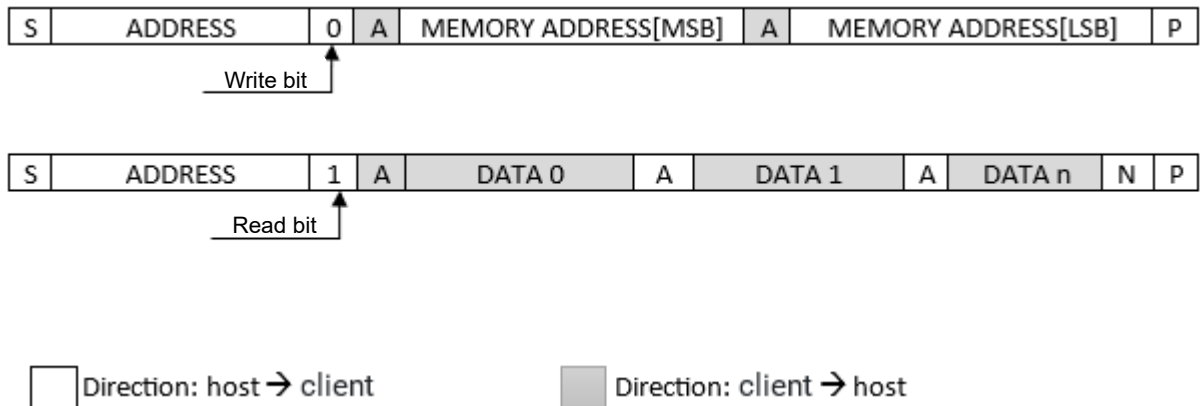 S ADDRESS 0 A MEMORY ADDRESS[MSB] A MEMORY ADDRESS[LSB] P
Write bit
S ADDRESS 1 A DATA 0 A DATA 1 A DATA n N P
Read bit
Direction: host → client Direction: client → host